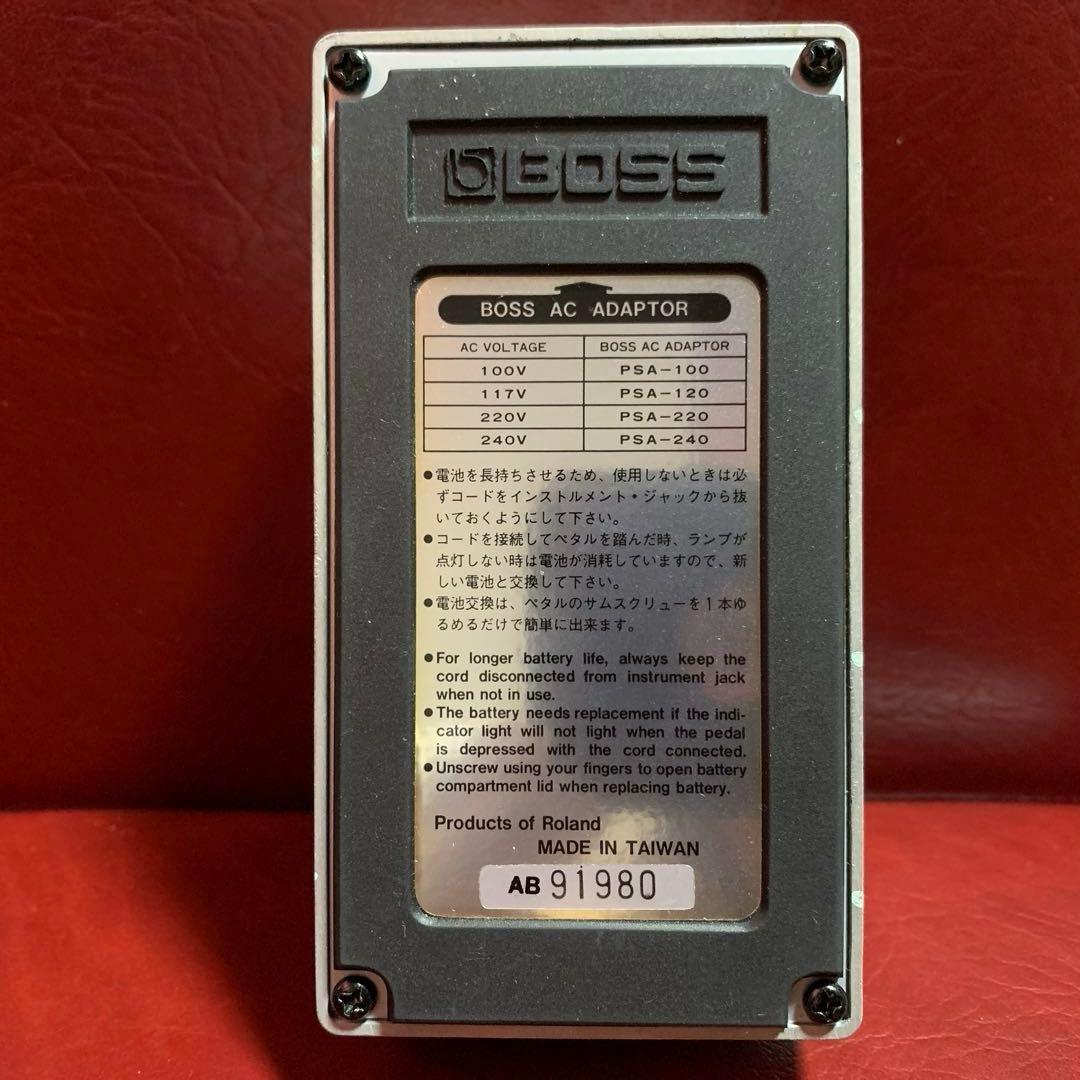 BOSS
BOSS AC ADAPTOR
AC VOLTAGE BOSS AC ADAPTOR
100V PSA-100
117V PSA-120
220V PSA-220
240V PSA-240
●電池を長持ちさせるため、使用しないときは必
ずコードをインストルメント・ジャックから抜
いておくようにして下さい。
●コードを接続してペタルを踏んだ時、ランプが
点灯しない時は電池が消耗していますので、新
しい電池と交換して下さい。
●電池交換は、ペタルのサムスクリューを1本ゆ
るめるだけで簡単に出来ます。
●For longer battery life, always keep the
cord disconnected from instrument jack
when not in use.
●The battery needs replacement if the indi-
cator light will not light when the pedal
is depressed with the cord connected.
●Unscrew using your fingers to open battery
compartment lid when replacing battery.
Products of Roland
MADE IN TAIWAN
AB 91980